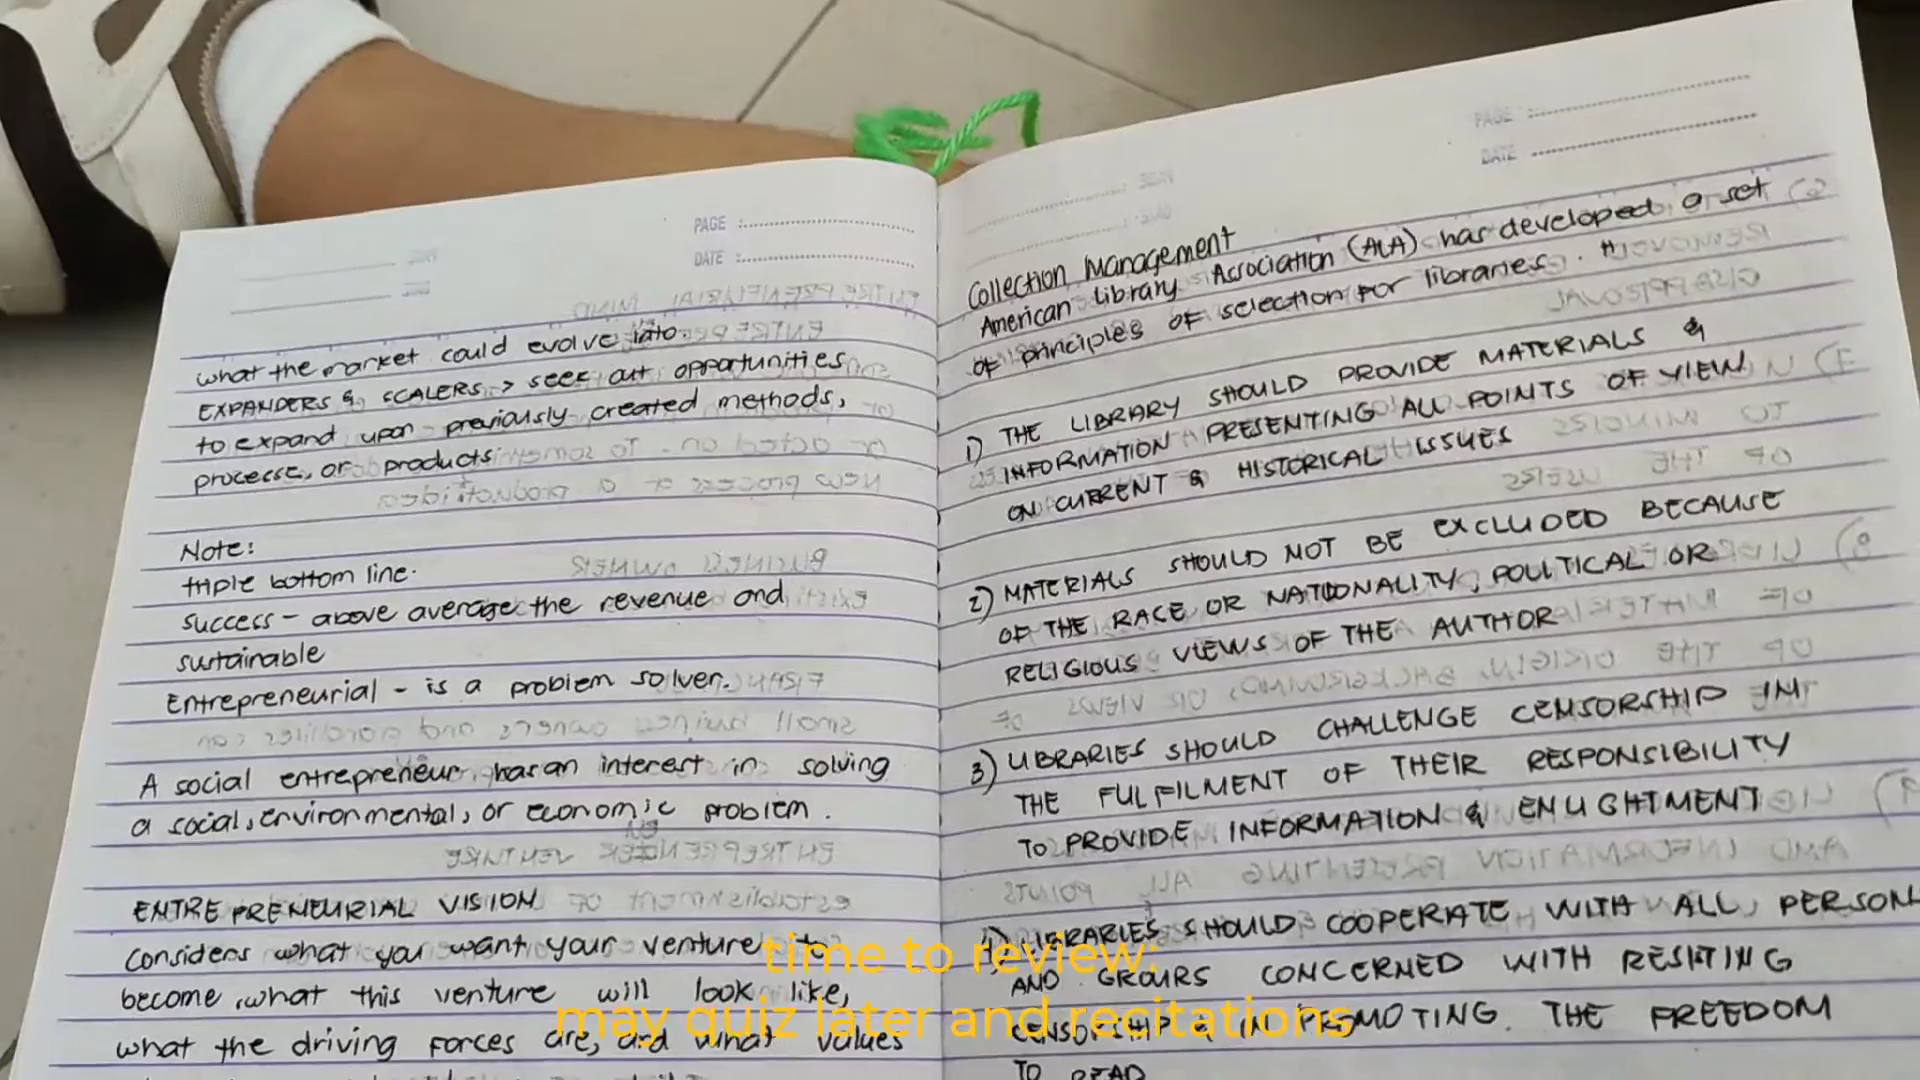 PAGE :
DATE :
what the market could evolve into.
EXPANDERS & SCALERS > seek out opportunities
to expand upon previously created methods,
processe, or products
Note:
triple bottom line.
success - above average the revenue and
sustainable
Entrepreneurial - is a problem solver.
A social entrepreneur has an interest in solving
a social, environmental, or economic problem.
ENTREPRENEURIAL VISION
considers what you want your venture to
become, what this venture will look like,
what the driving forces are, and what values
PAGE :
DATE :
Collection Management
American Library Association (ALA) has developed a set
of principles of selection for libraries.
1) THE LIBRARY SHOULD PROVIDE MATERIALS &
INFORMATION PRESENTING ALL POINTS OF VIEW
ON CURRENT & HISTORICAL ISSUES
2) MATERIALS SHOULD NOT BE EXCLUDED BECAUSE
OF THE RACE OR NATIONALITY, POLITICAL OR
RELIGIOUS VIEWS OF THE AUTHOR
3) LIBRARIES SHOULD CHALLENGE CENSORSHIP IN
THE FULFILMENT OF THEIR RESPONSIBILITY
TO PROVIDE INFORMATION & ENLIGHTMENT
4) LIBRARIES SHOULD COOPERATE WITH ALL PERSON
AND GROUPS CONCERNED WITH RESISTING
CENSORSHIP & IN PROMOTING THE FREEDOM
TO READ
time to review;
may quiz later and recitations